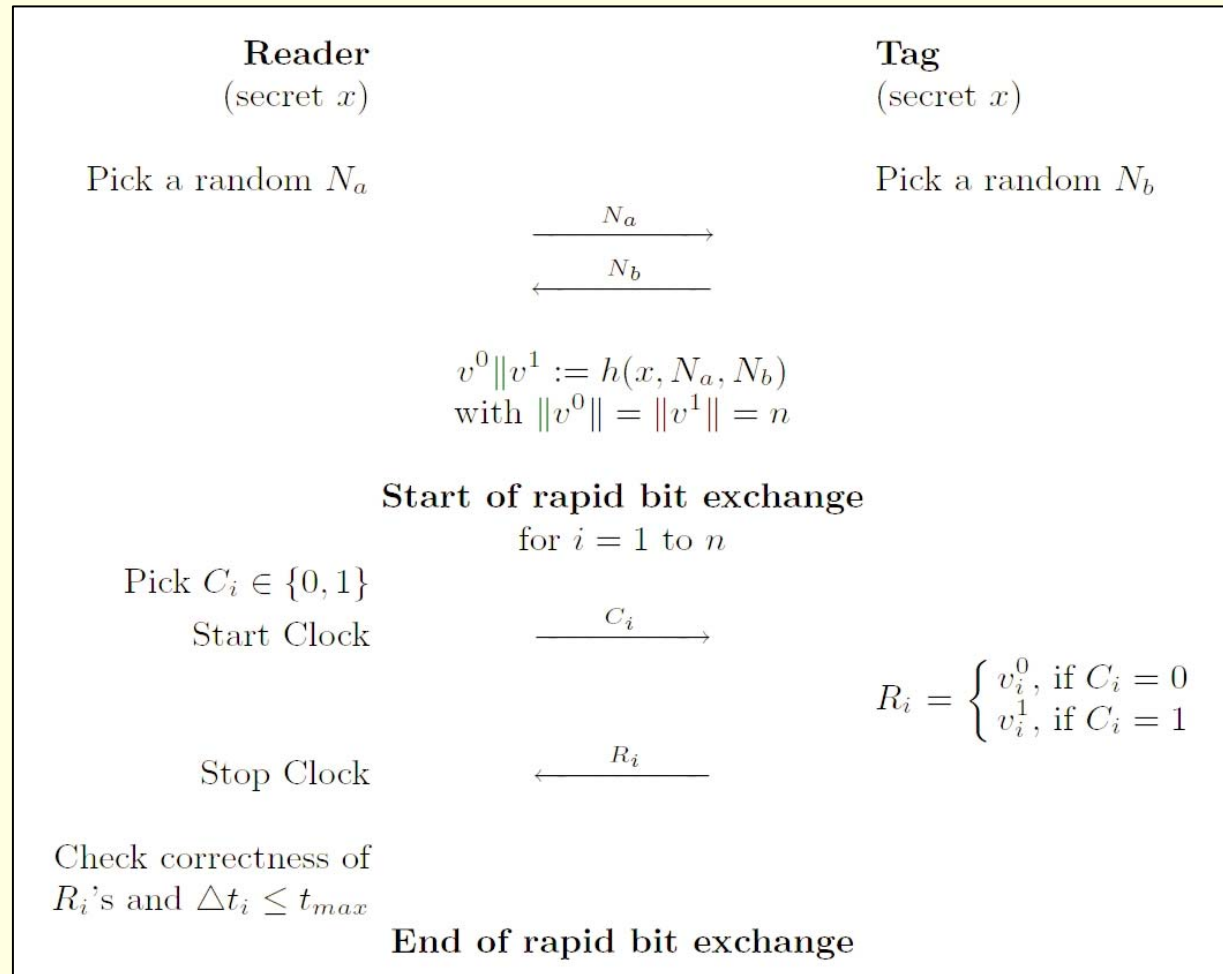 Reader Tag
(secret x) (secret x)
Pick a random N_a Pick a random N_b
N_a
N_b
v^0||v^1 := h(x, N_a, N_b)
with ||v^0|| = ||v^1|| = n
Start of rapid bit exchange
for i = 1 to n
Pick C_i ∈ {0, 1}
Start Clock C_i
R_i = { v_i^0, if C_i = 0
v_i^1, if C_i = 1
Stop Clock R_i
Check correctness of
R_i's and △t_i ≤ t_max
End of rapid bit exchange